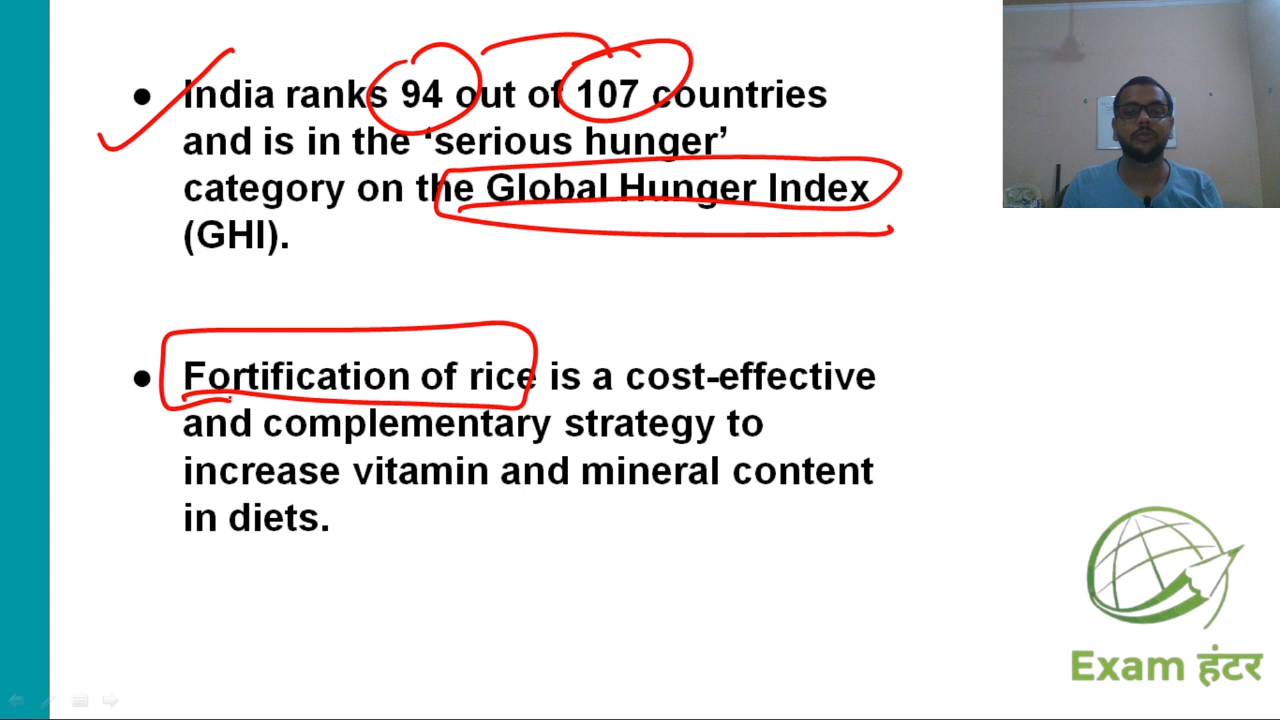 ● India ranks 94 out of 107 countries
and is in the ‘serious hunger’
category on the Global Hunger Index
(GHI).
● Fortification of rice is a cost-effective
and complementary strategy to
increase vitamin and mineral content
in diets.
Exam हंटर